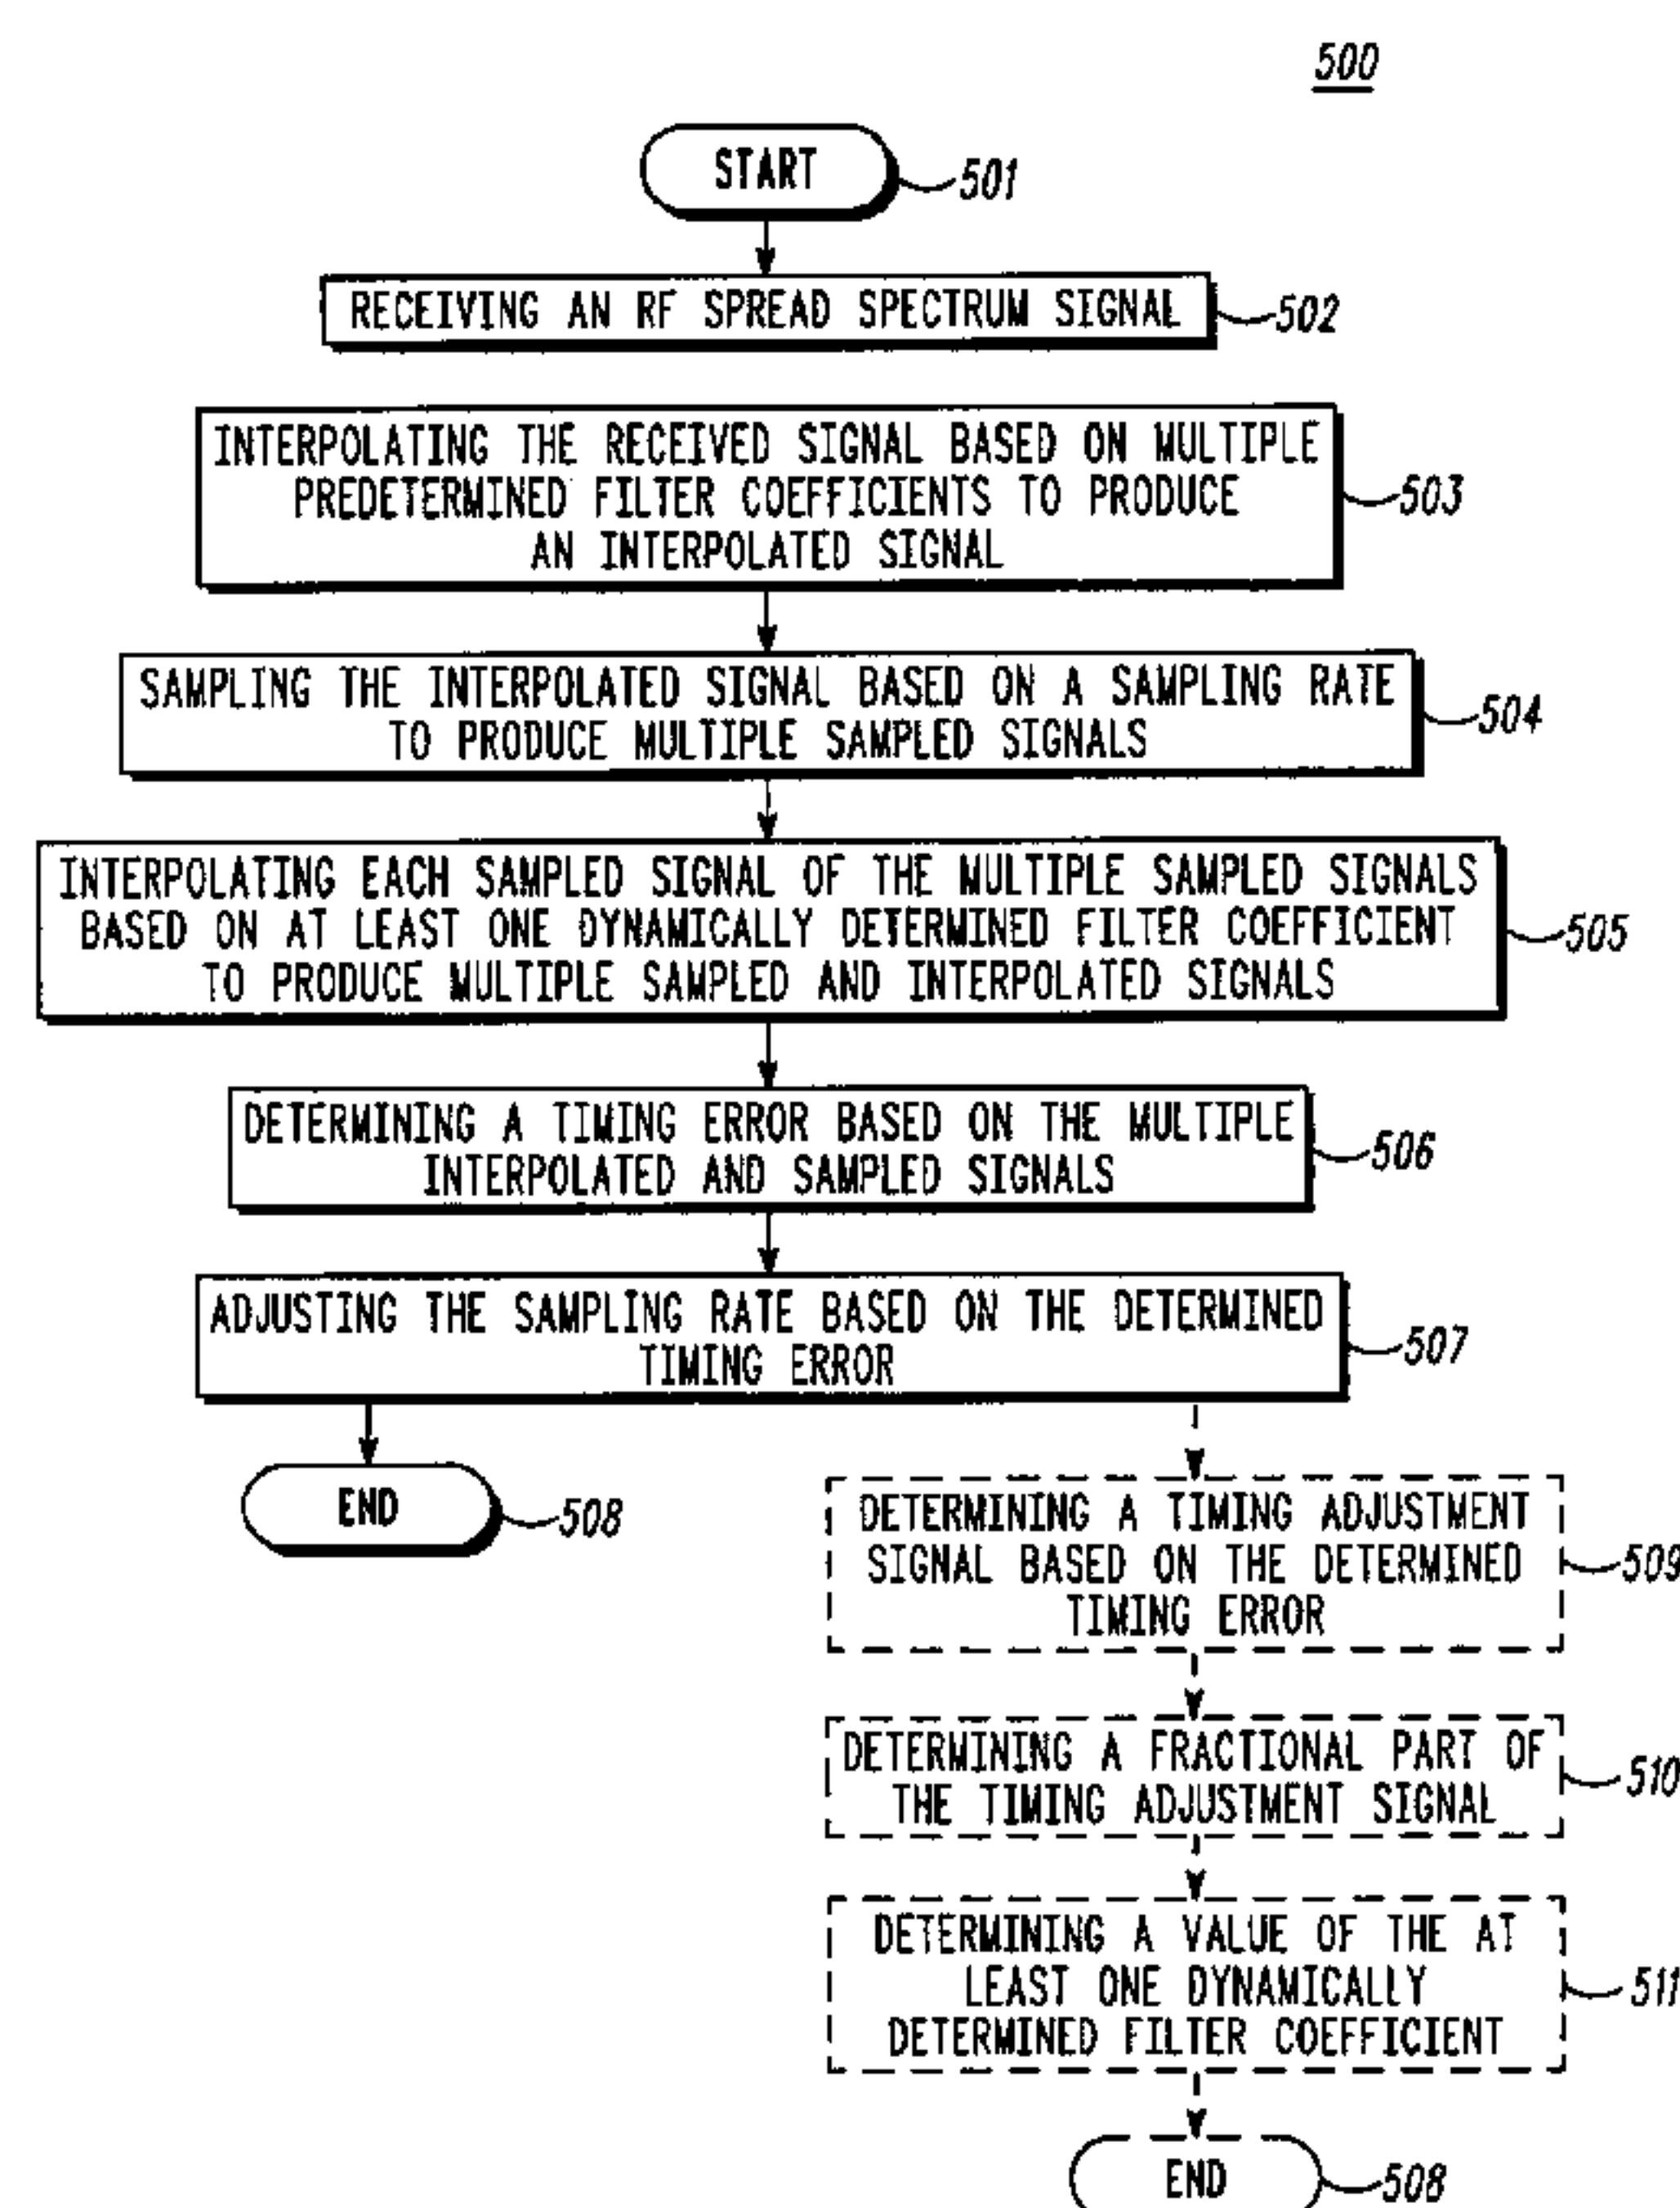 500
START
501
RECEIVING AN RF SPREAD SPECTRUM SIGNAL
502
INTERPOLATING THE RECEIVED SIGNAL BASED ON MULTIPLE
PREDETERMINED FILTER COEFFICIENTS TO PRODUCE
AN INTERPOLATED SIGNAL
503
SAMPLING THE INTERPOLATED SIGNAL BASED ON A SAMPLING RATE
TO PRODUCE MULTIPLE SAMPLED SIGNALS
504
INTERPOLATING EACH SAMPLED SIGNAL OF THE MULTIPLE SAMPLED SIGNALS
BASED ON AT LEAST ONE DYNAMICALLY DETERMINED FILTER COEFFICIENT
TO PRODUCE MULTIPLE SAMPLED AND INTERPOLATED SIGNALS
505
DETERMINING A TIMING ERROR BASED ON THE MULTIPLE
INTERPOLATED AND SAMPLED SIGNALS
506
ADJUSTING THE SAMPLING RATE BASED ON THE DETERMINED
TIMING ERROR
507
END
508
DETERMINING A TIMING ADJUSTMENT
SIGNAL BASED ON THE DETERMINED
TIMING ERROR
509
DETERMINING A FRACTIONAL PART OF
THE TIMING ADJUSTMENT SIGNAL
510
DETERMINING A VALUE OF THE AT
LEAST ONE DYNAMICALLY
DETERMINED FILTER COEFFICIENT
511
END
508